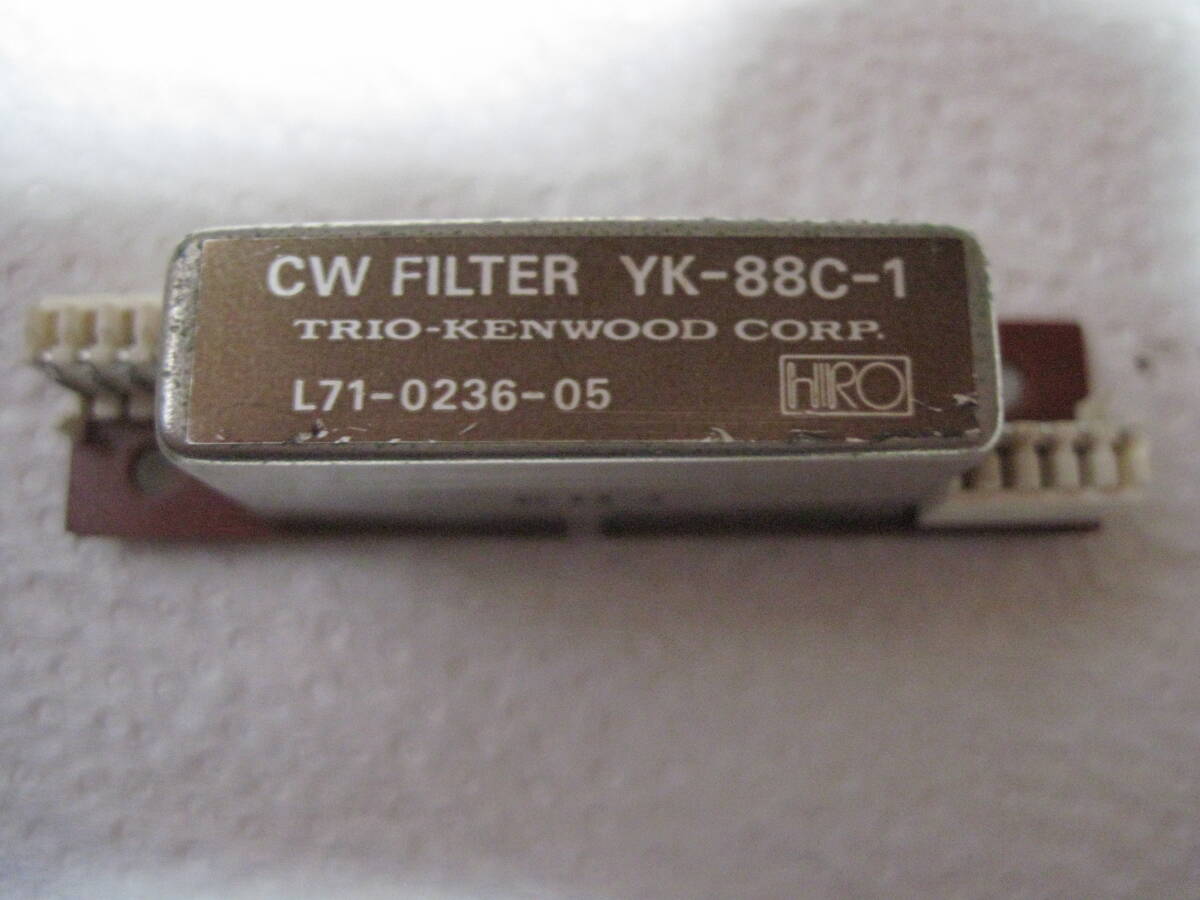 CW FILTER YK-88C-1
TRIO-KENWOOD CORP.
L71-0236-05
HIRO